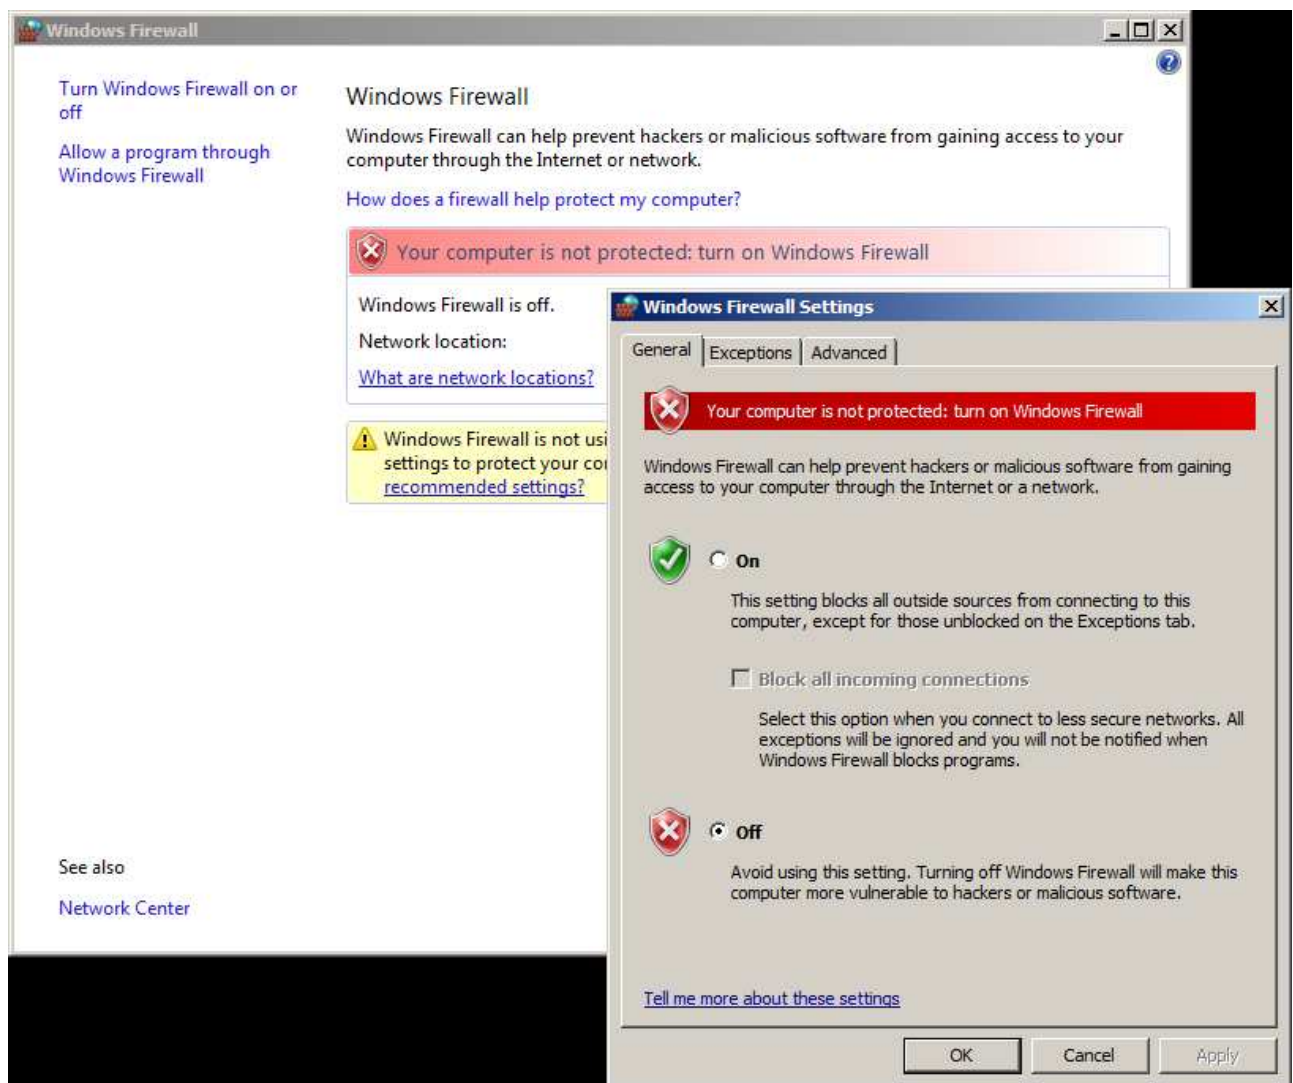 Windows Firewall
Turn Windows Firewall on or
off
Allow a program through
Windows Firewall
Windows Firewall
Windows Firewall can help prevent hackers or malicious software from gaining access to your
computer through the Internet or network.
How does a firewall help protect my computer?
Your computer is not protected: turn on Windows Firewall
Windows Firewall is off.
Network location:
What are network locations?
Windows Firewall is not
settings to protect your
recommended settings?
See also
Network Center
Windows Firewall Settings
General
Exceptions
Advanced
Your computer is not protected: turn on Windows Firewall
Windows Firewall can help prevent hackers or malicious software from gaining
access to your computer through the Internet or a network.
On
This setting blocks all outside sources from connecting to this
computer, except for those unblocked on the Exceptions tab.
Block all incoming connections
Select this option when you connect to less secure networks. All
exceptions will be ignored and you will not be notified when
Windows Firewall blocks programs.
Off
Avoid using this setting. Turning off Windows Firewall will make this
computer more vulnerable to hackers or malicious software.
Tell me more about these settings
OK
Cancel
Apply